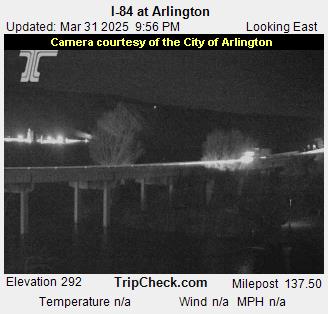 I-84 at Arlington
Updated: Mar 31 2025 9:56 PM Looking East
Camera courtesy of the City of Arlington
Elevation 292 TripCheck.com Milepost 137.50
Temperature n/a Wind n/a MPH n/a